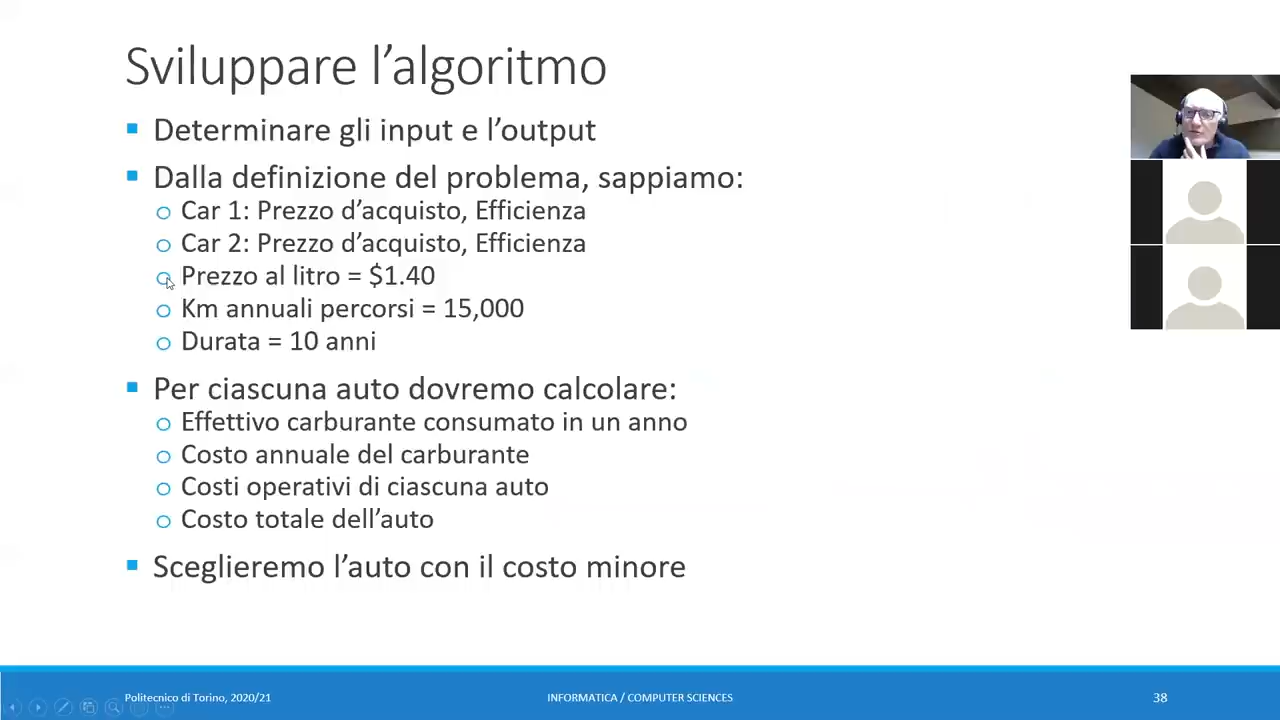 Sviluppare l’algoritmo
Determinare gli input e l’output
Dalla definizione del problema, sappiamo:
Car 1: Prezzo d’acquisto, Efficienza
Car 2: Prezzo d’acquisto, Efficienza
Prezzo al litro = $1.40
Km annuali percorsi = 15,000
Durata = 10 anni
Per ciascuna auto dovremo calcolare:
Effettivo carburante consumato in un anno
Costo annuale del carburante
Costi operativi di ciascuna auto
Costo totale dell’auto
Sceglieremo l’auto con il costo minore
Politecnico di Torino, 2020/21
INFORMATICA / COMPUTER SCIENCES
38